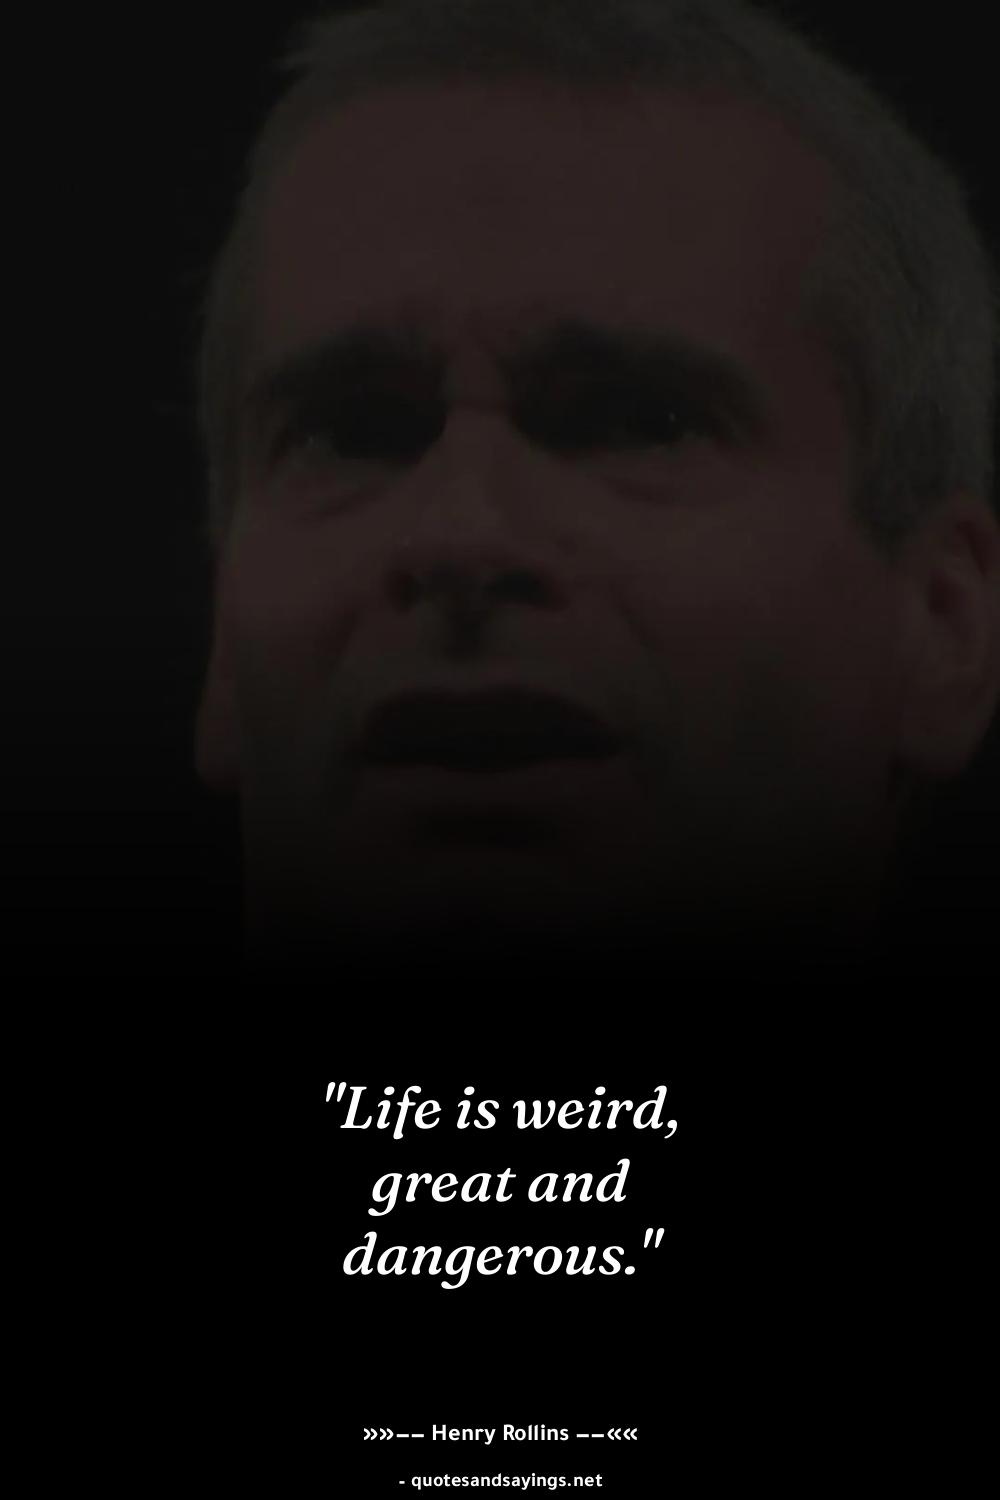 "Life is weird,
great and
dangerous."
»»−− Henry Rollins −−««
- quotesandsayings.net